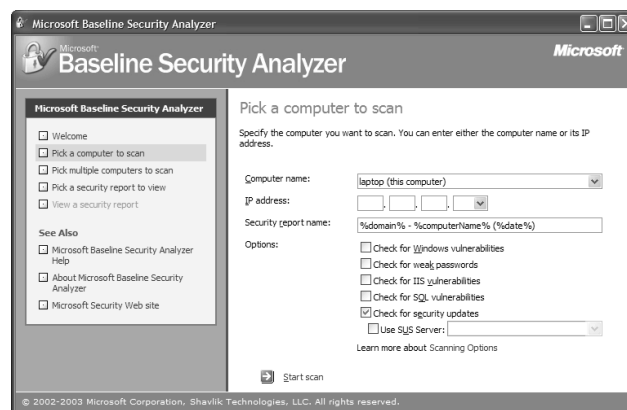 Microsoft Baseline Security Analyzer
Microsoft
Baseline Security Analyzer
Microsoft
Microsoft Baseline Security Analyzer
Welcome
Pick a computer to scan
Pick multiple computers to scan
Pick a security report to view
View a security report
See Also
Microsoft Baseline Security Analyzer
Help
About Microsoft Baseline Security
Analyzer
Microsoft Security Web site
Pick a computer to scan
Specify the computer you want to scan. You can enter either the computer name or its IP
address.
Computer name:
laptop (this computer)
IP address:
Security report name:
%domain% - %computerName% (%date%)
Options:
Check for Windows vulnerabilities
Check for weak passwords
Check for IIS vulnerabilities
Check for SQL vulnerabilities
Check for security updates
Use SUS Server:
Learn more about Scanning Options
Start scan
© 2002-2003 Microsoft Corporation, Shavlik Technologies, LLC. All rights reserved.